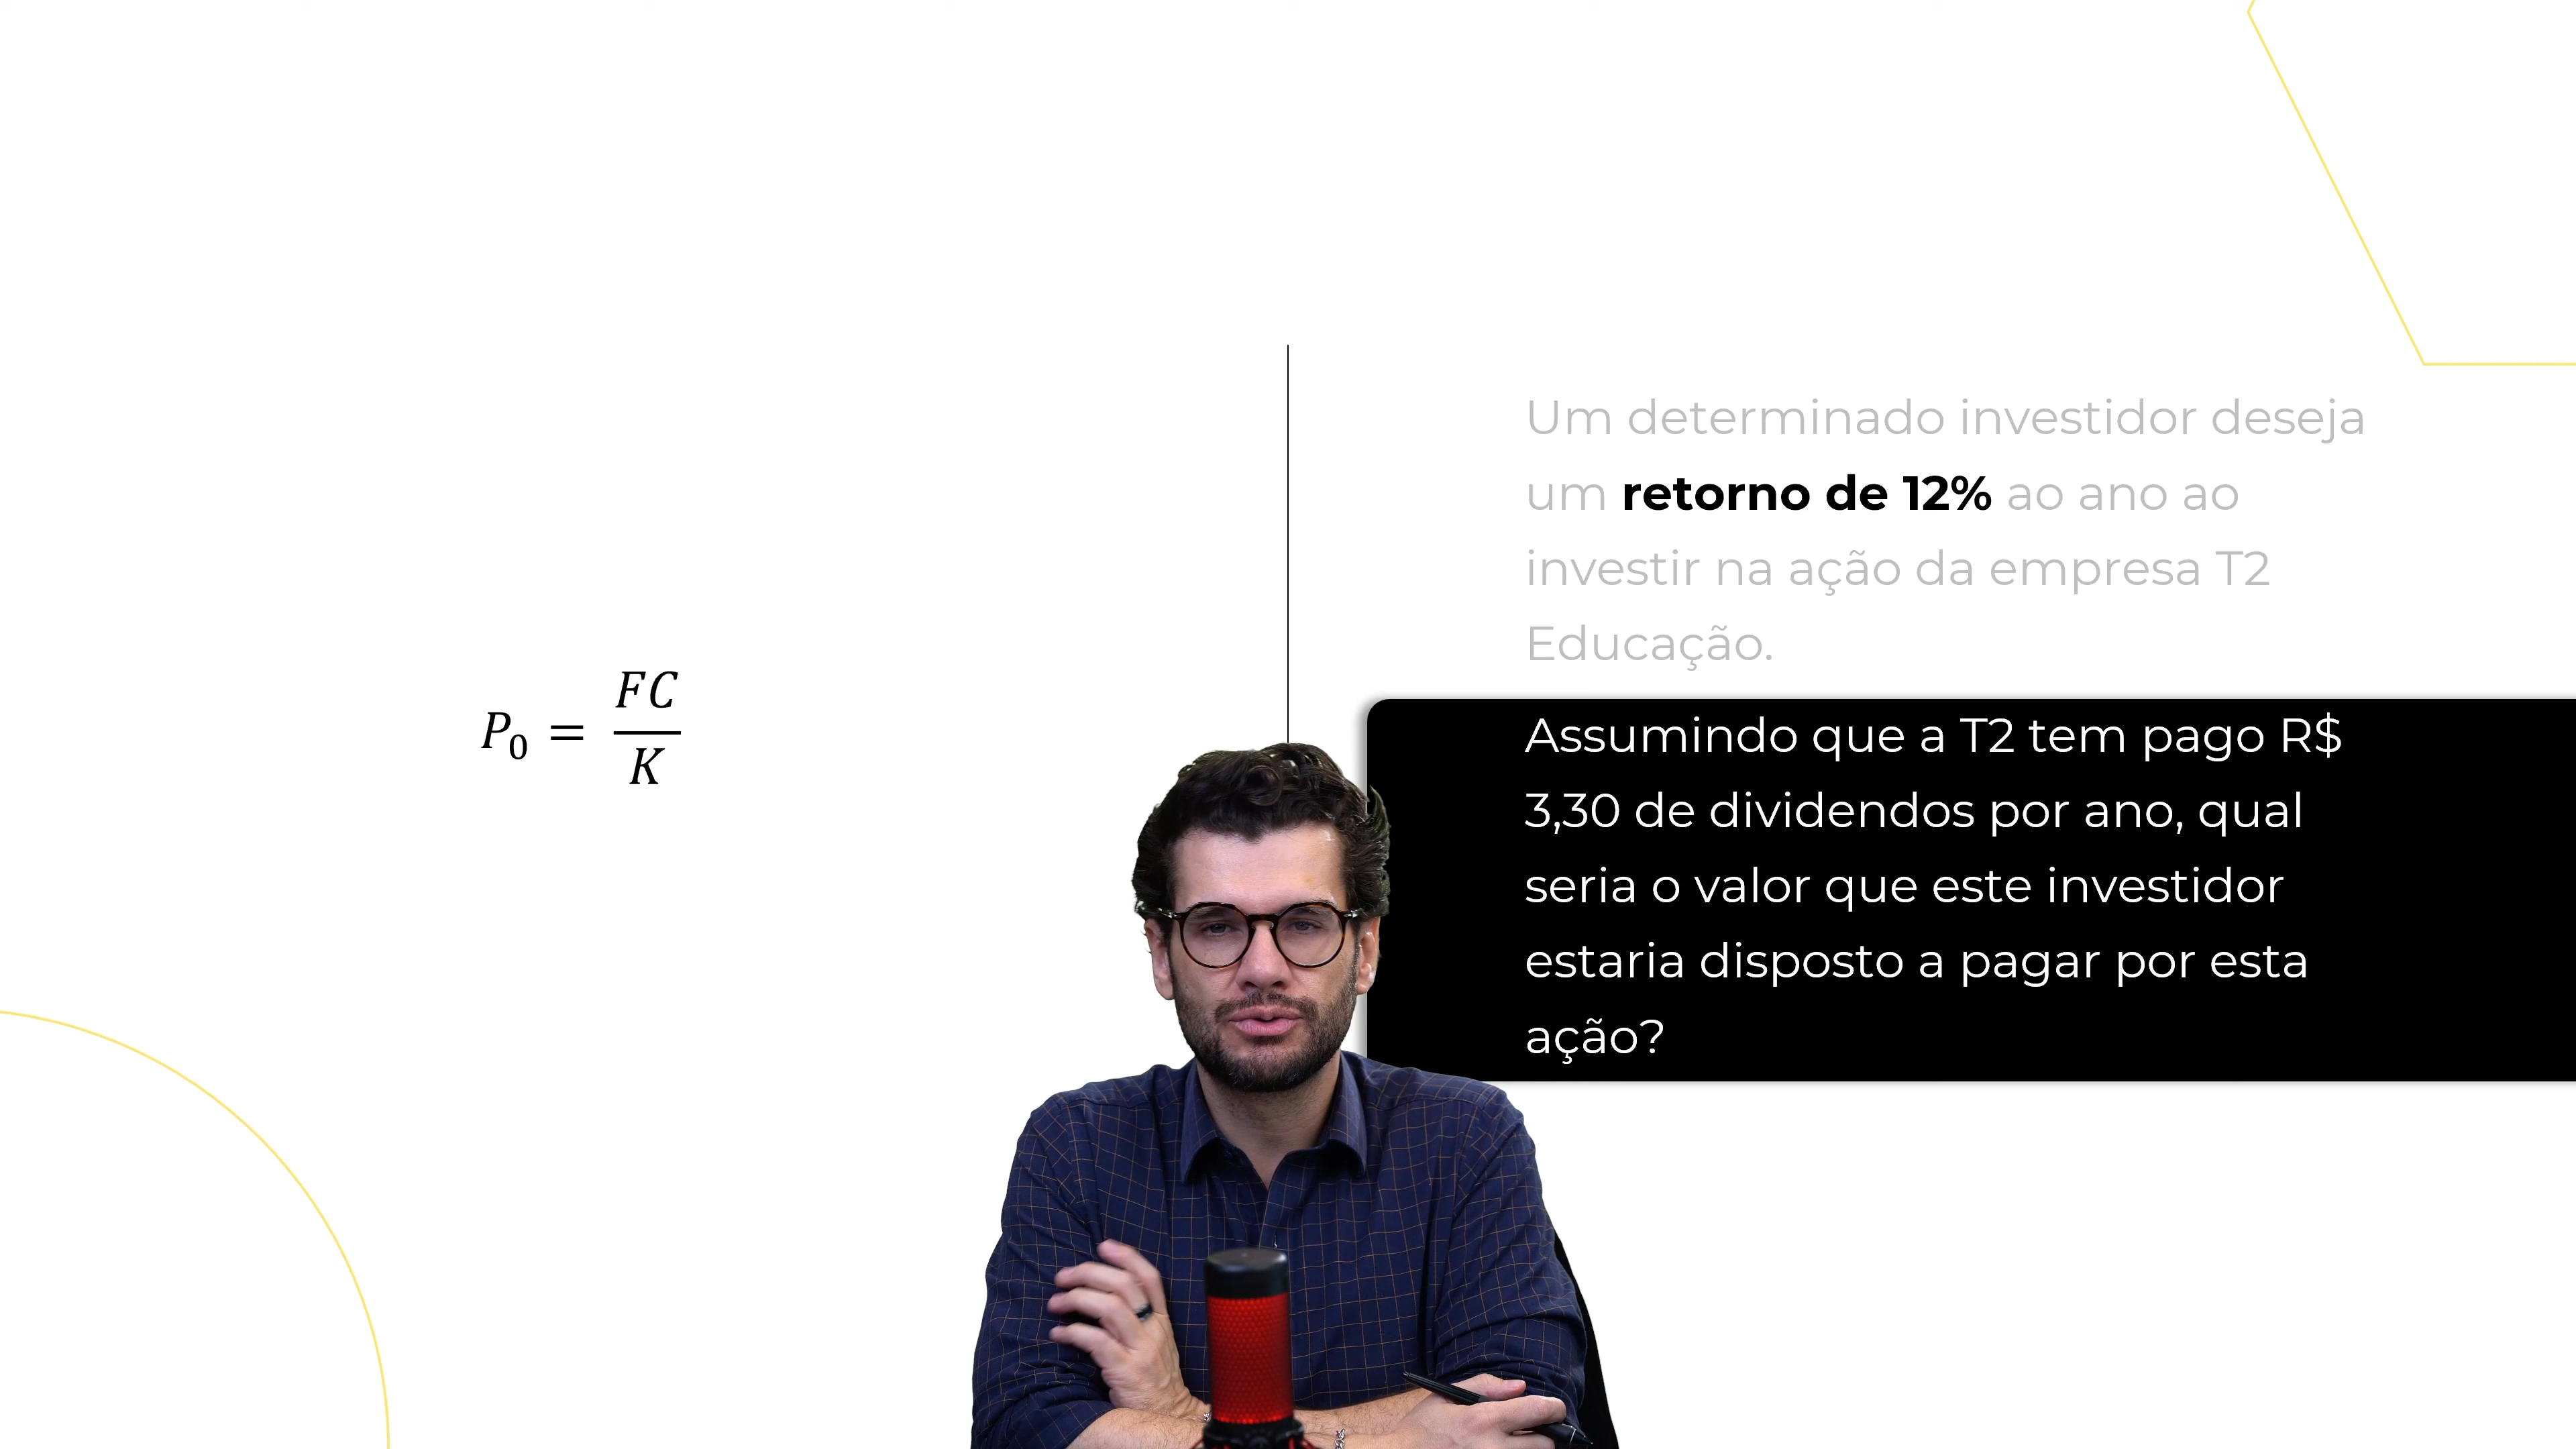 P₀ = FC / K
Um determinado investidor deseja
um retorno de 12% ao ano ao
investir na ação da empresa T2
Educação.
Assumindo que a T2 tem pago R$
3,30 de dividendos por ano, qual
seria o valor que este investidor
estaria disposto a pagar por esta
ação?